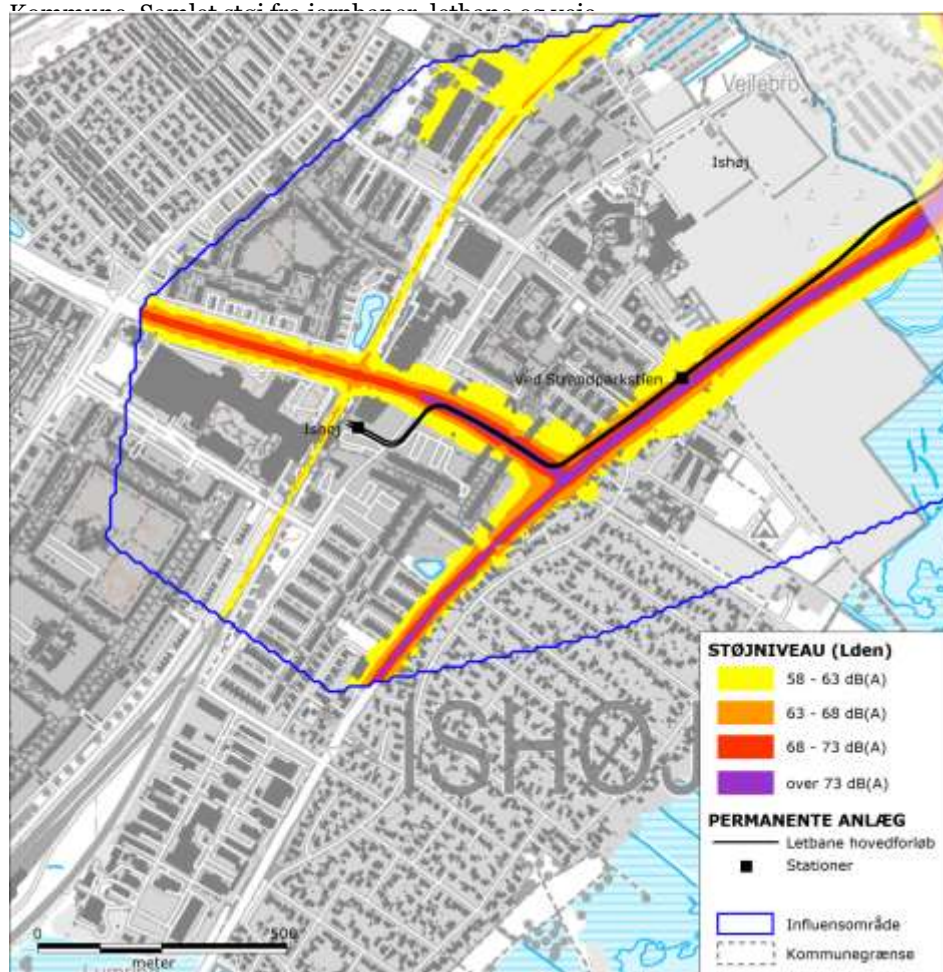 Kommune. Samlet støj fra jernbaner, letbane og veje
Vejlebro
Ishøj
Ved Strandparkstien
Ishøj
ISHØJ
STØJNIVEAU (Lden)
58 - 63 dB(A)
63 - 68 dB(A)
68 - 73 dB(A)
over 73 dB(A)
PERMANENTE ANLÆG
Letbane hovedforløb
Stationer
Influensområde
Kommunegrænse
0 500
meter